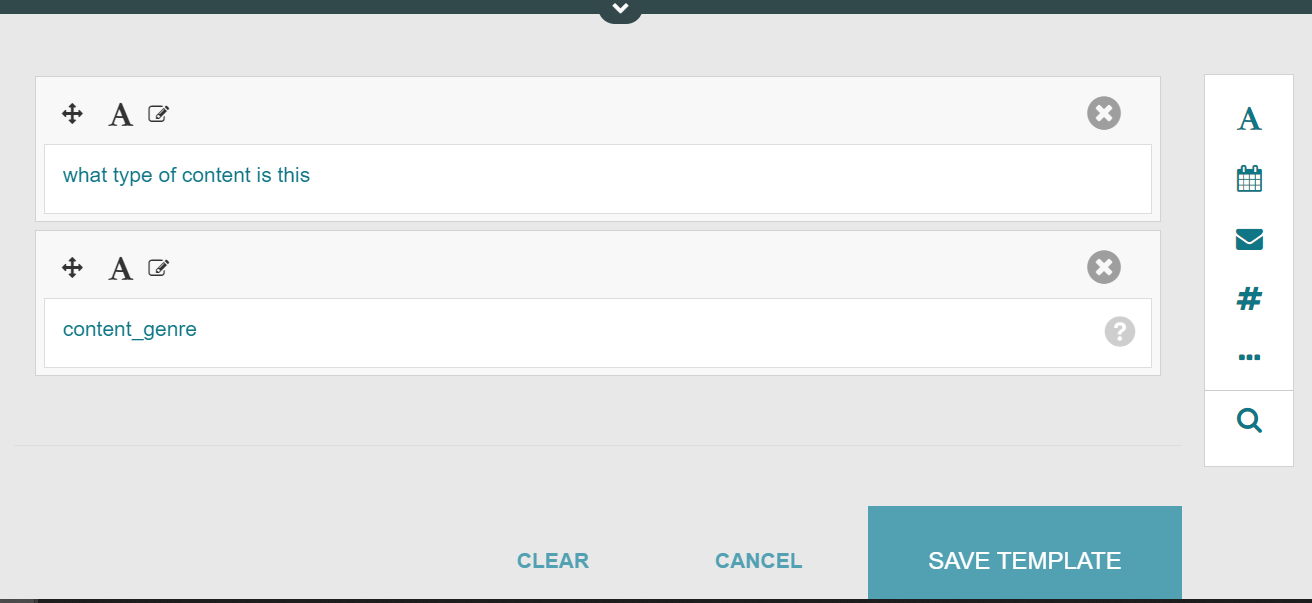 A
what type of content is this
A
content_genre
?
CLEAR
CANCEL
SAVE TEMPLATE
A
#